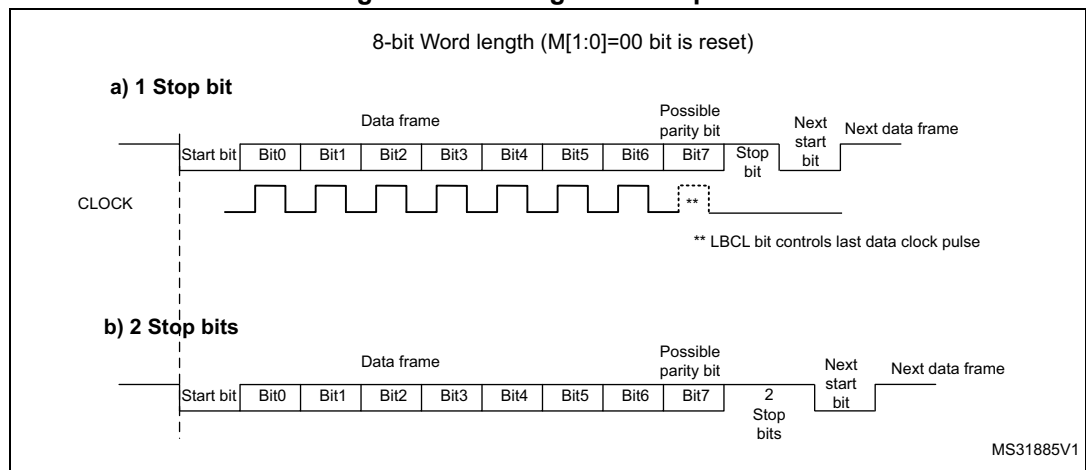 8-bit Word length (M[1:0]=00 bit is reset)
a) 1 Stop bit
Data frame
Possible
parity bit
Next
start
bit
Next data frame
Start bit Bit0 Bit1 Bit2 Bit3 Bit4 Bit5 Bit6 Bit7 Stop
bit
CLOCK
**
** LBCL bit controls last data clock pulse
b) 2 Stop bits
Data frame
Possible
parity bit
Next
start
bit
Next data frame
Start bit Bit0 Bit1 Bit2 Bit3 Bit4 Bit5 Bit6 Bit7 2
Stop
bits
MS31885V1